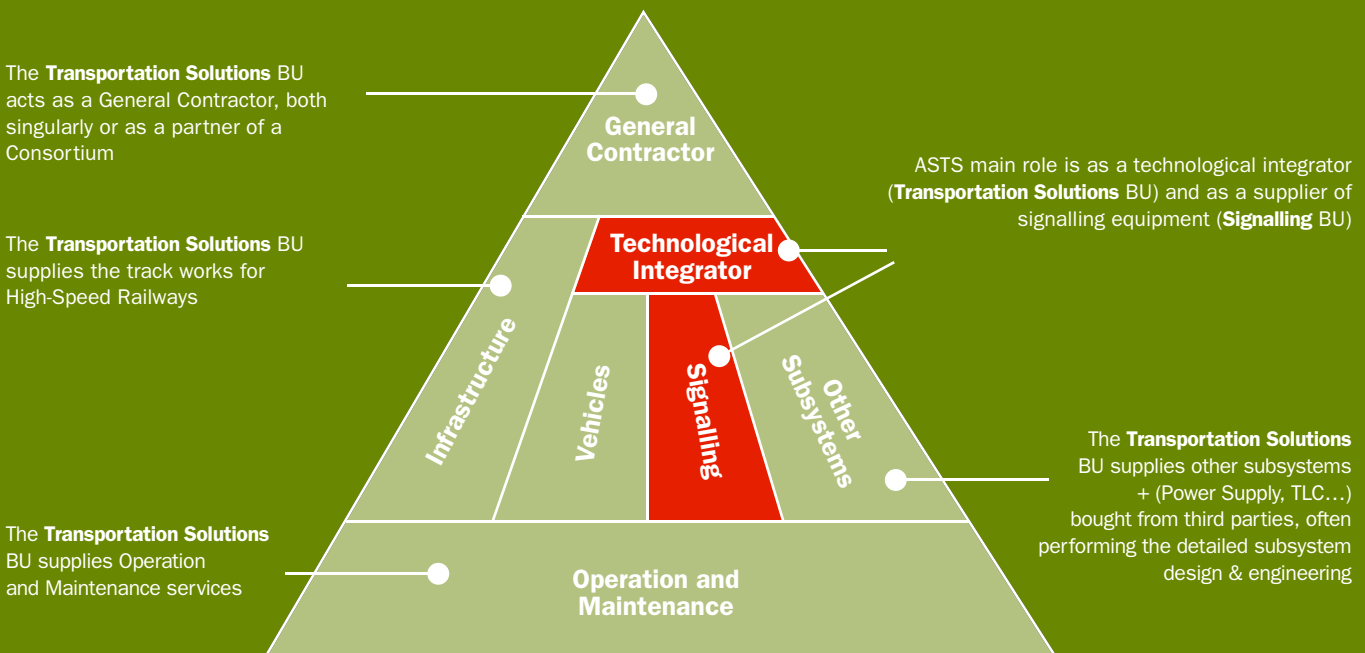 The Transportation Solutions BU
acts as a General Contractor, both
singularly or as a partner of a
Consortium
General
Contractor
ASTS main role is as a technological integrator
(Transportation Solutions BU) and as a supplier of
signalling equipment (Signalling BU)
The Transportation Solutions BU
supplies the track works for
High-Speed Railways
Technological
Integrator
Infrastructure
Vehicles
Signalling
Other
Subsystems
The Transportation Solutions
BU supplies other subsystems
+ (Power Supply, TLC...)
bought from third parties, often
performing the detailed subsystem
design & engineering
The Transportation Solutions
BU supplies Operation
and Maintenance services
Operation and
Maintenance